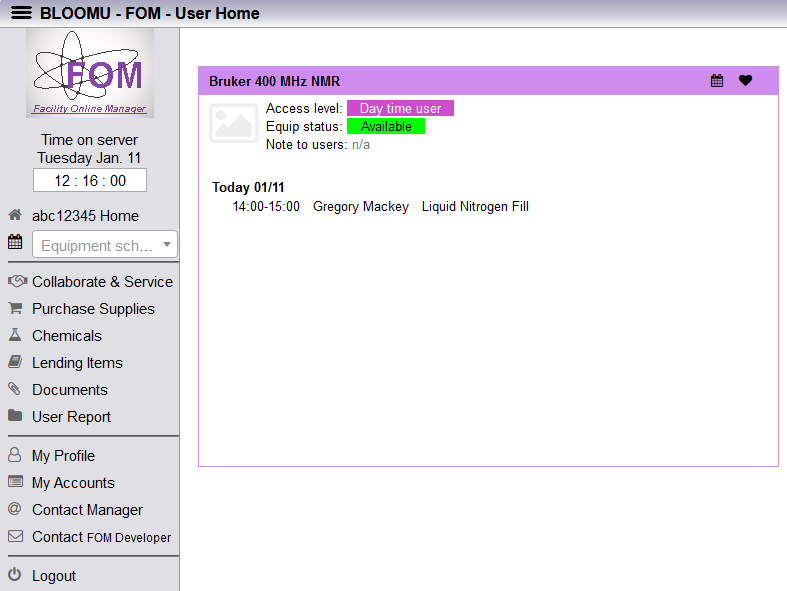 BLOOMU - FOM - User Home
FOM
Facility Online Manager
Time on server
Tuesday Jan. 11
12 : 16 : 00
abc12345 Home
Equipment sch...
Collaborate & Service
Purchase Supplies
Chemicals
Lending Items
Documents
User Report
My Profile
My Accounts
@ Contact Manager
Contact FOM Developer
Logout
Bruker 400 MHz NMR
Access level: Day time user
Equip status: Available
Note to users: n/a
Today 01/11
14:00-15:00 Gregory Mackey Liquid Nitrogen Fill